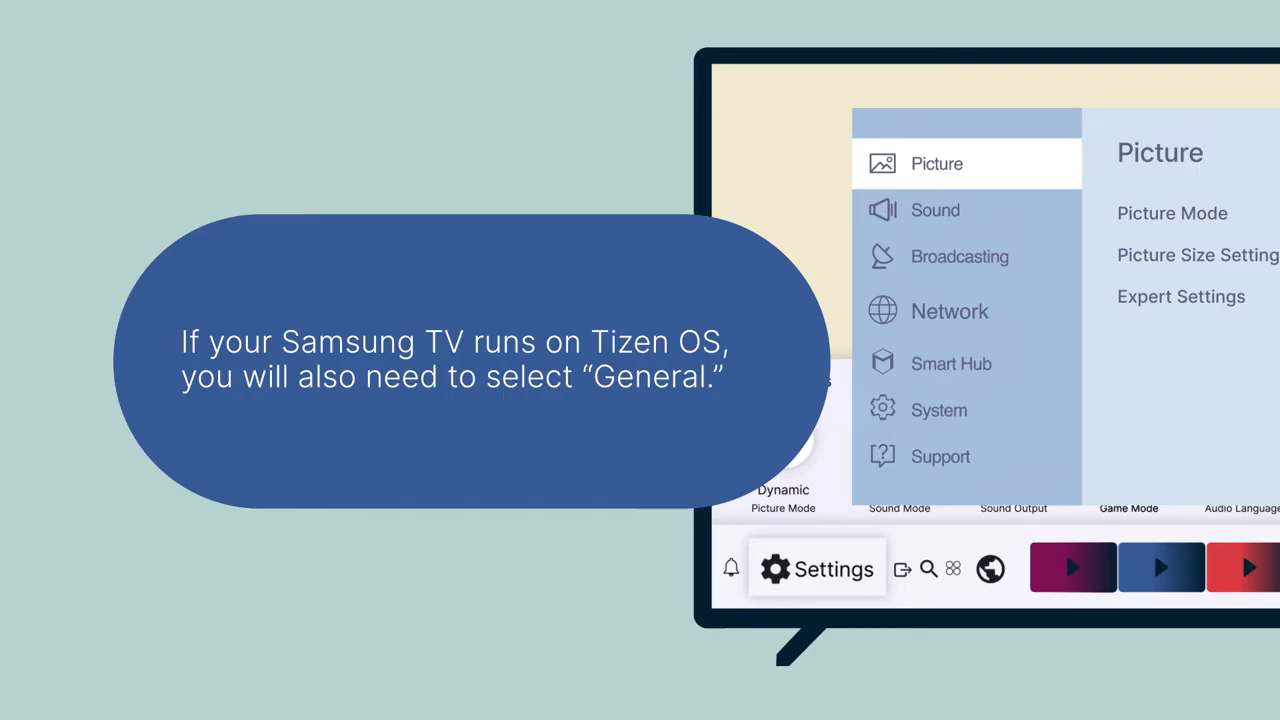 If your Samsung TV runs on Tizen OS,
you will also need to select “General.”
Picture
Sound
Broadcasting
Network
Smart Hub
System
Support
Picture
Picture Mode
Picture Size Setting
Expert Settings
Dynamic
Picture Mode
Sound Mode
Sound Output
Game Mode
Audio Language
Settings